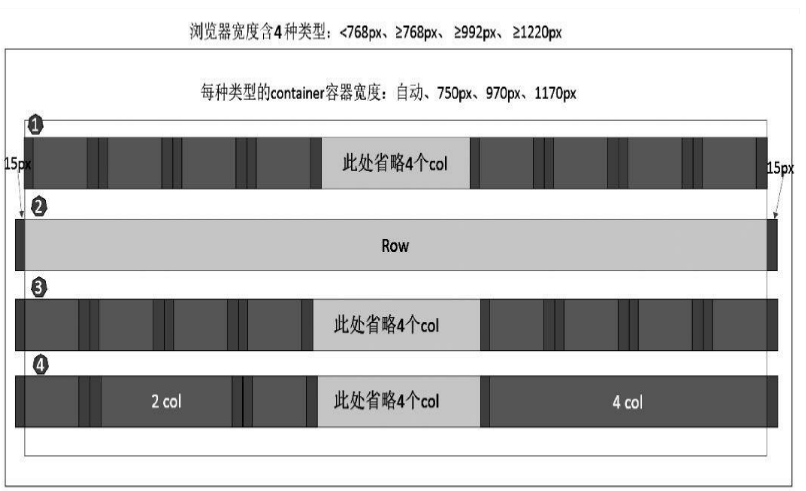 浏览器宽度含4种类型：<768px、≥768px、≥992px、≥1220px
每种类型的container容器宽度：自动、750px、970px、1170px
1
此处省略4个col
15px
15px
2
Row
3
此处省略4个col
4
2 col
此处省略4个col
4 col